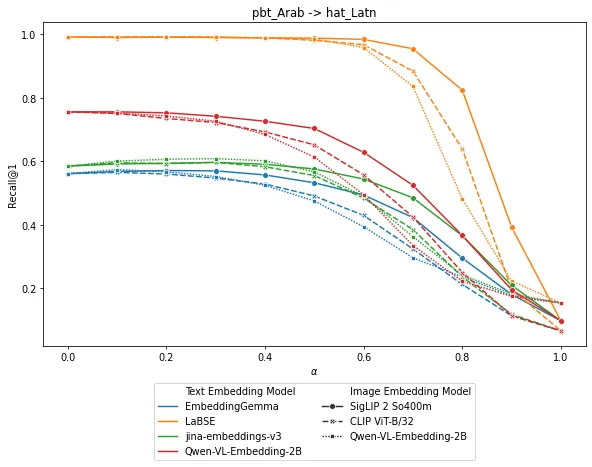 pbt_Arab -> hat_Latn
Recall@1
0.8
0.6
0.4
0.2
1.0
0.0 0.2 0.4 0.6 0.8 1.0
α
Text Embedding Model
EmbeddingGemma
LaBSE
jina-embeddings-v3
Qwen-VL-Embedding-2B
Image Embedding Model
SigLIP 2 So400m
CLIP ViT-B/32
Qwen-VL-Embedding-2B